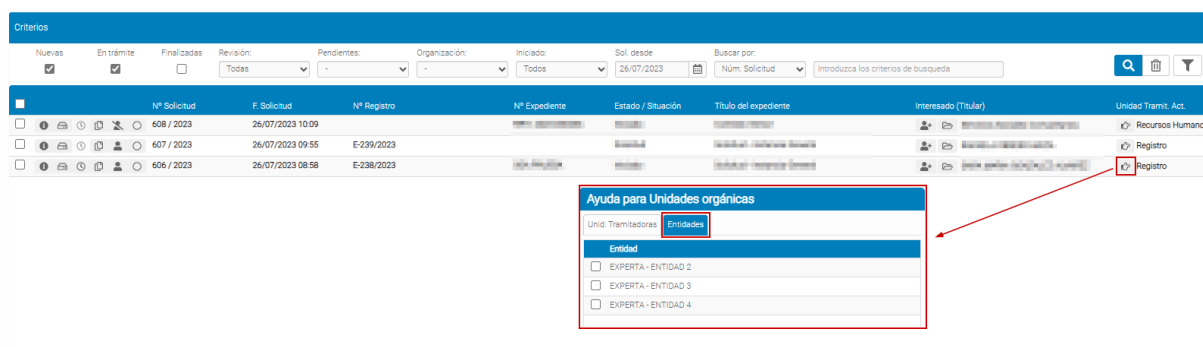 Criterios
Nuevas En trámite Finalizadas Revisión: Pendientes: Organización: Iniciado: Sol. desde Buscar por:
Todas - - Todos 26/07/2023 Núm. Solicitud Introduzca los criterios de busqueda
Nº Solicitud F. Solicitud Nº Registro Nº Expediente Estado / Situación Título del expediente Interesado (Titular) Unidad Tramit. Act.
608 / 2023 26/07/2023 10:09 Recursos Humano
607 / 2023 26/07/2023 09:55 E-239/2023 Registro
606 / 2023 26/07/2023 08:58 E-238/2023 Registro
Ayuda para Unidades orgánicas
Unid. Tramitadoras Entidades
Entidad
EXPERTA - ENTIDAD 2
EXPERTA - ENTIDAD 3
EXPERTA - ENTIDAD 4